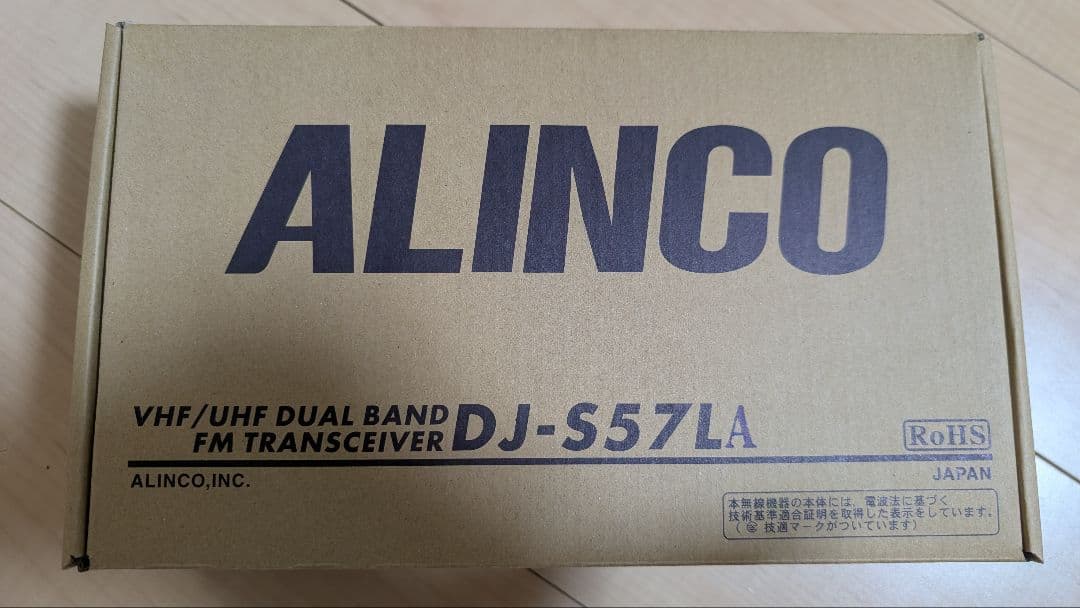 ALINCO
VHF/UHF DUAL BAND
FM TRANSCEIVER DJ-S57LA
RoHS
ALINCO,INC.
JAPAN
本無線機器の本体には、電波法に基づく
技術基準適合証明を取得した表示をしています。
( 技適マークがついています)